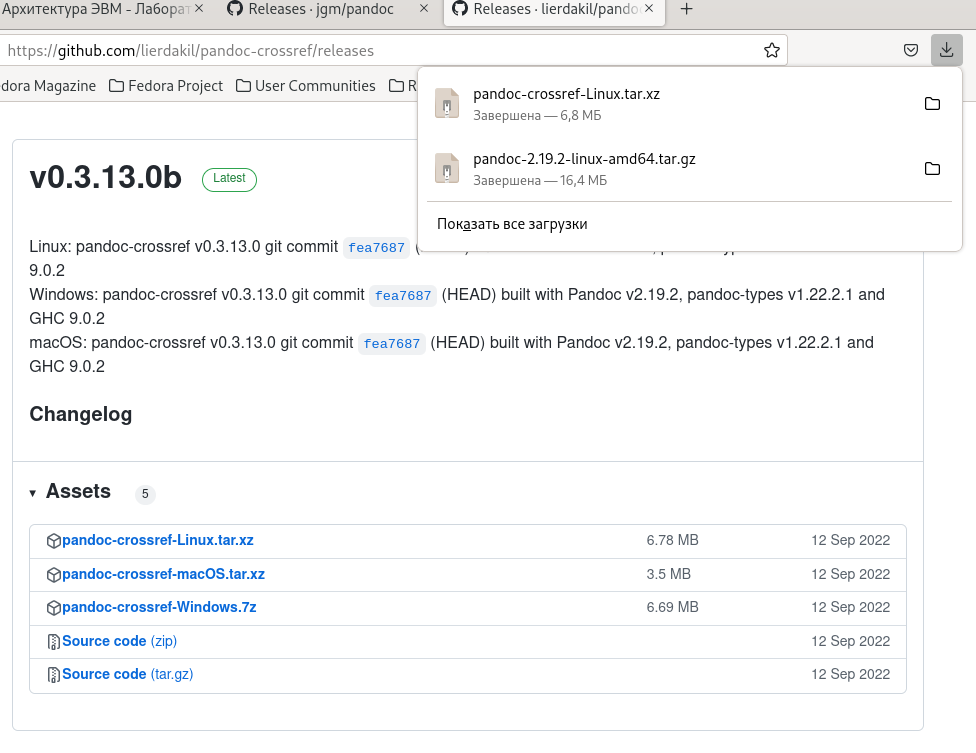 Архитектура ЭВМ - Лаборат
Releases · jgm/pandoc
Releases · lierdakil/pando
https://github.com/lierdakil/pandoc-crossref/releases
dora Magazine Fedora Project User Communities R
pandoc-crossref-Linux.tar.xz
Завершена — 6,8 МБ
pandoc-2.19.2-linux-amd64.tar.gz
Завершена — 16,4 МБ
Показать все загрузки
v0.3.13.0b Latest
Linux: pandoc-crossref v0.3.13.0 git commit fea7687 (
9.0.2
Windows: pandoc-crossref v0.3.13.0 git commit fea7687 (HEAD) built with Pandoc v2.19.2, pandoc-types v1.22.2.1 and
GHC 9.0.2
macOS: pandoc-crossref v0.3.13.0 git commit fea7687 (HEAD) built with Pandoc v2.19.2, pandoc-types v1.22.2.1 and
GHC 9.0.2
Changelog
Assets 5
pandoc-crossref-Linux.tar.xz 6.78 MB 12 Sep 2022
pandoc-crossref-macOS.tar.xz 3.5 MB 12 Sep 2022
pandoc-crossref-Windows.7z 6.69 MB 12 Sep 2022
Source code (zip) 12 Sep 2022
Source code (tar.gz) 12 Sep 2022